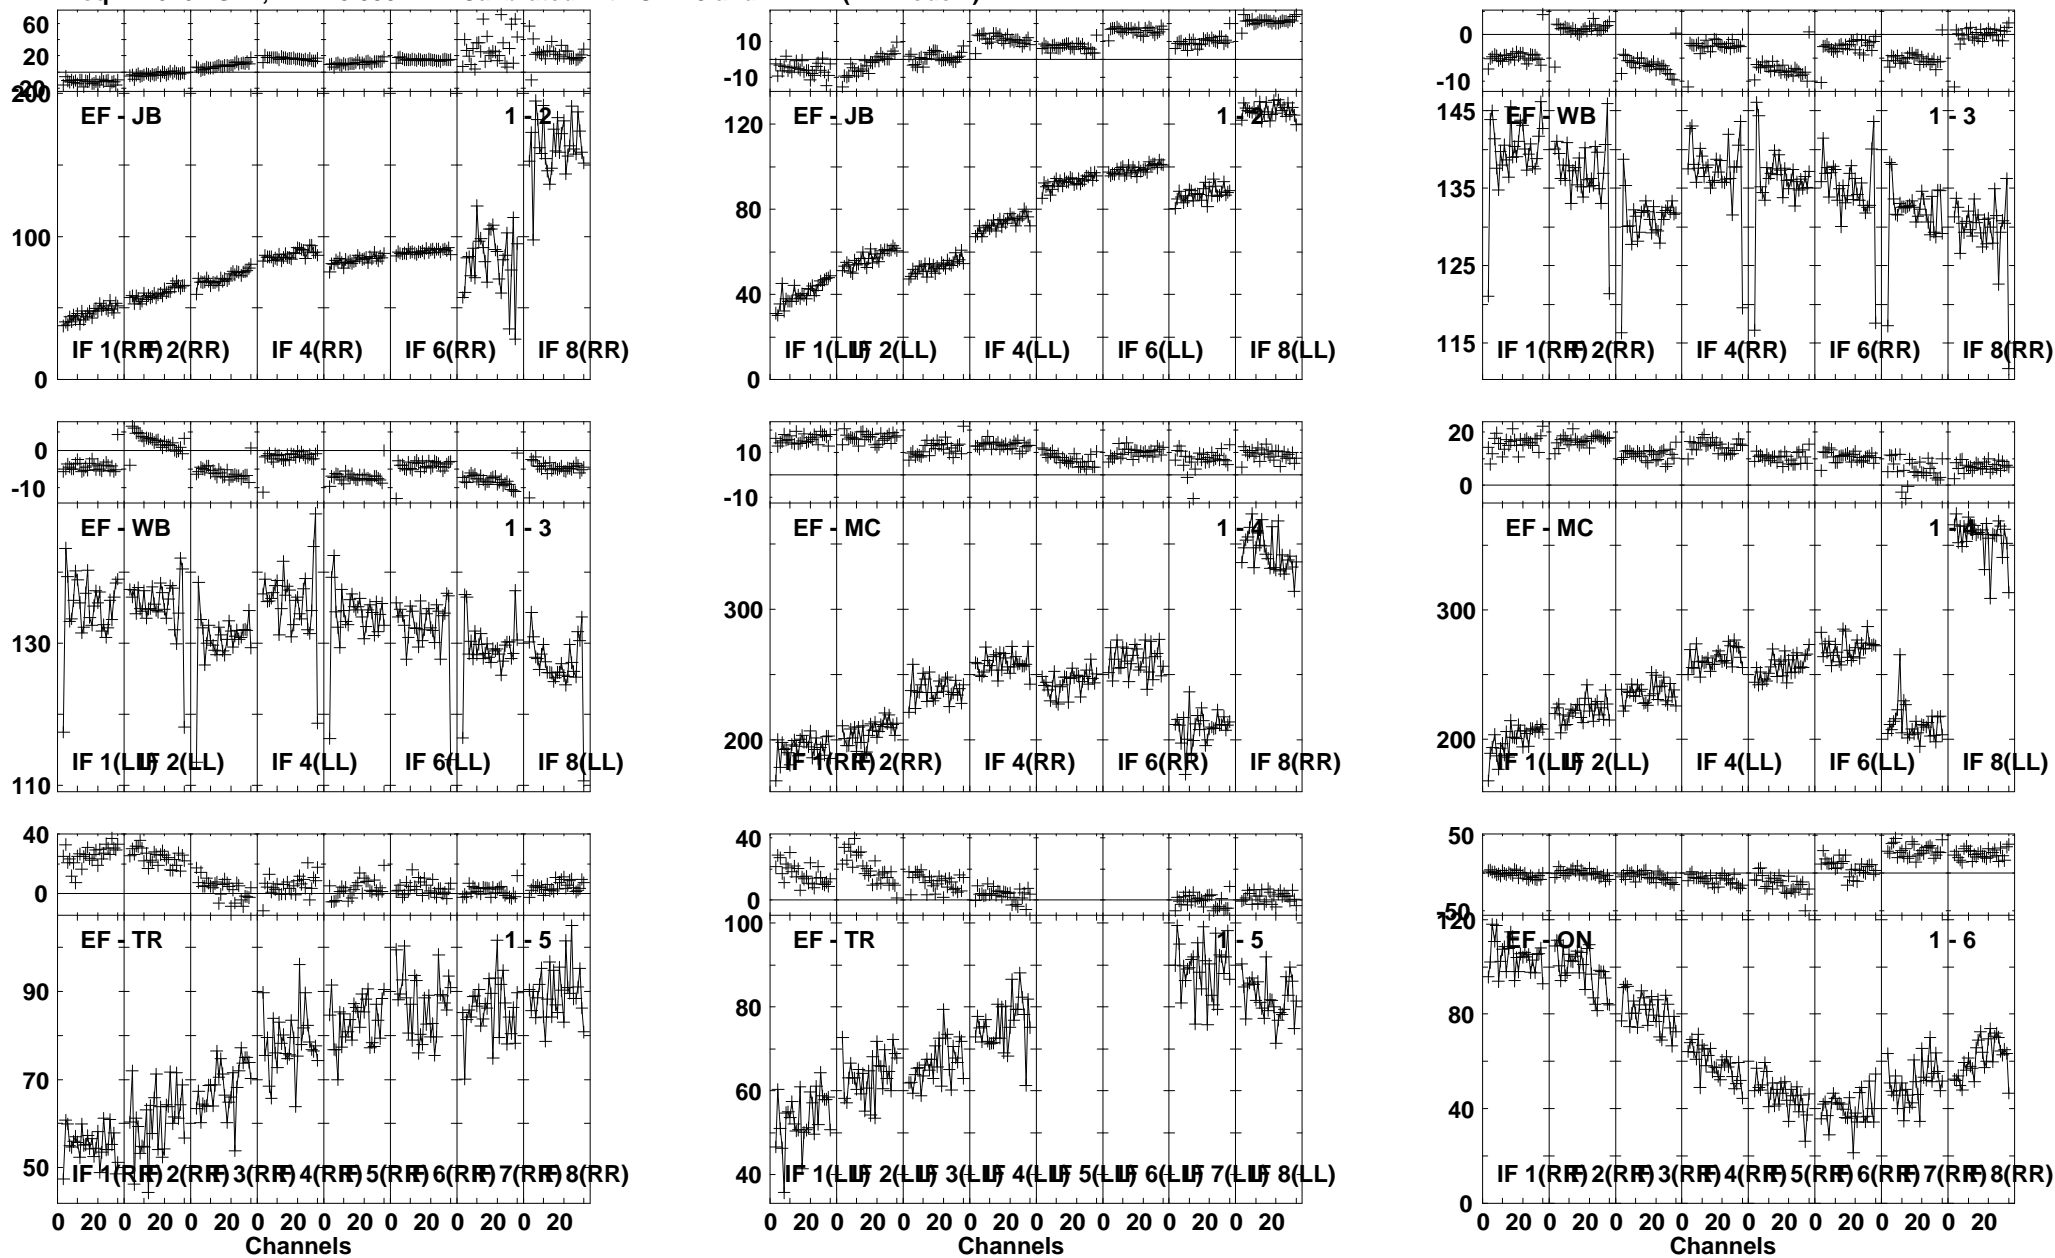 60
20
-20
200
100
0
EF - JB
1 - 2
IF 1(RR)
IF 2(RR)
IF 4(RR)
IF 6(RR)
IF 8(RR)
10
-10
120
80
40
0
EF - JB
1 - 2
IF 1(LL)
IF 2(LL)
IF 4(LL)
IF 6(LL)
IF 8(LL)
0
-10
145
135
125
115
EF - WB
1 - 3
IF 1(RR)
IF 2(RR)
IF 4(RR)
IF 6(RR)
IF 8(RR)
0
-10
130
110
EF - WB
1 - 3
IF 1(LL)
IF 2(LL)
IF 4(LL)
IF 6(LL)
IF 8(LL)
10
-10
300
200
EF - MC
1 - 4
IF 1(RR)
IF 2(RR)
IF 4(RR)
IF 6(RR)
IF 8(RR)
20
0
300
200
EF - MC
1 - 4
IF 1(LL)
IF 2(LL)
IF 4(LL)
IF 6(LL)
IF 8(LL)
40
0
90
70
50
EF - TR
1 - 5
IF 1(RR)
IF 2(RR)
IF 3(RR)
IF 4(RR)
IF 5(RR)
IF 6(RR)
IF 7(RR)
IF 8(RR)
0 20 0 20 0 20 0 20 0 20 0 20 0 20 0 20
Channels
40
0
100
80
60
40
EF - TR
1 - 5
IF 1(LL)
IF 2(LL)
IF 3(LL)
IF 4(LL)
IF 5(LL)
IF 6(LL)
IF 7(LL)
IF 8(LL)
0 20 0 20 0 20 0 20 0 20 0 20 0 20 0 20
Channels
50
-50
120
80
40
0
EF - ON
1 - 6
IF 1(RR)
IF 2(RR)
IF 3(RR)
IF 4(RR)
IF 5(RR)
IF 6(RR)
IF 7(RR)
IF 8(RR)
0 20 0 20 0 20 0 20 0 20 0 20 0 20 0 20
Channels